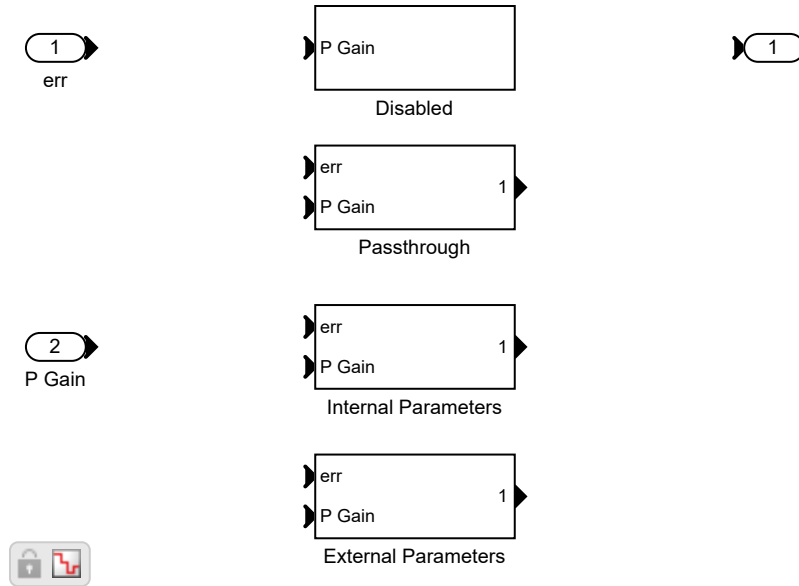 1
err
P Gain
Disabled
1
err
P Gain
1
Passthrough
2
P Gain
err
P Gain
1
Internal Parameters
err
P Gain
1
External Parameters